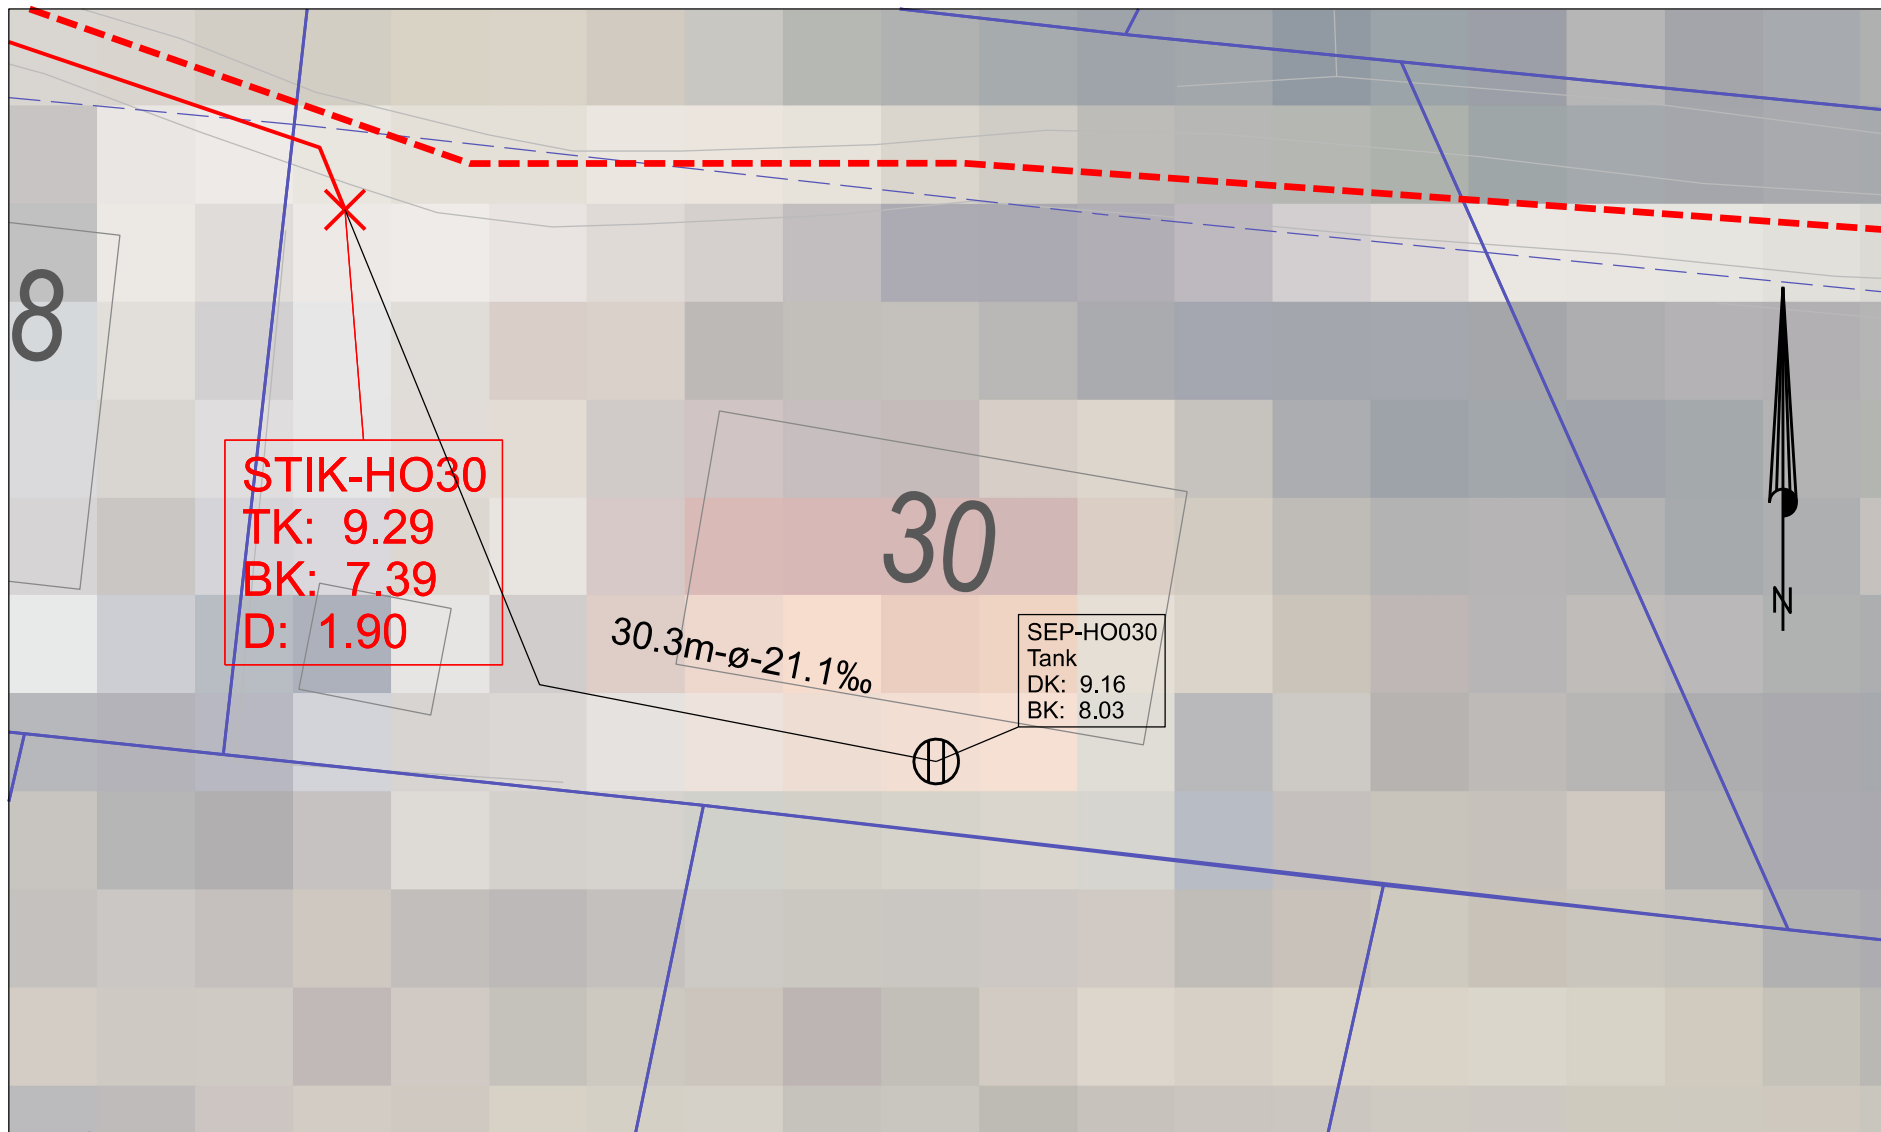 8
STIK-HO30
TK: 9.29
BK: 7.39
D: 1.90
30
30.3m-ø-21.1‰
SEP-HO030
Tank
DK: 9.16
BK: 8.03
N